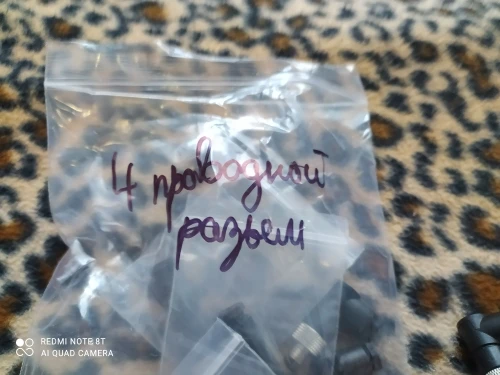 4 проводной
разъем
REDMI NOTE 8T
AI QUAD CAMERA